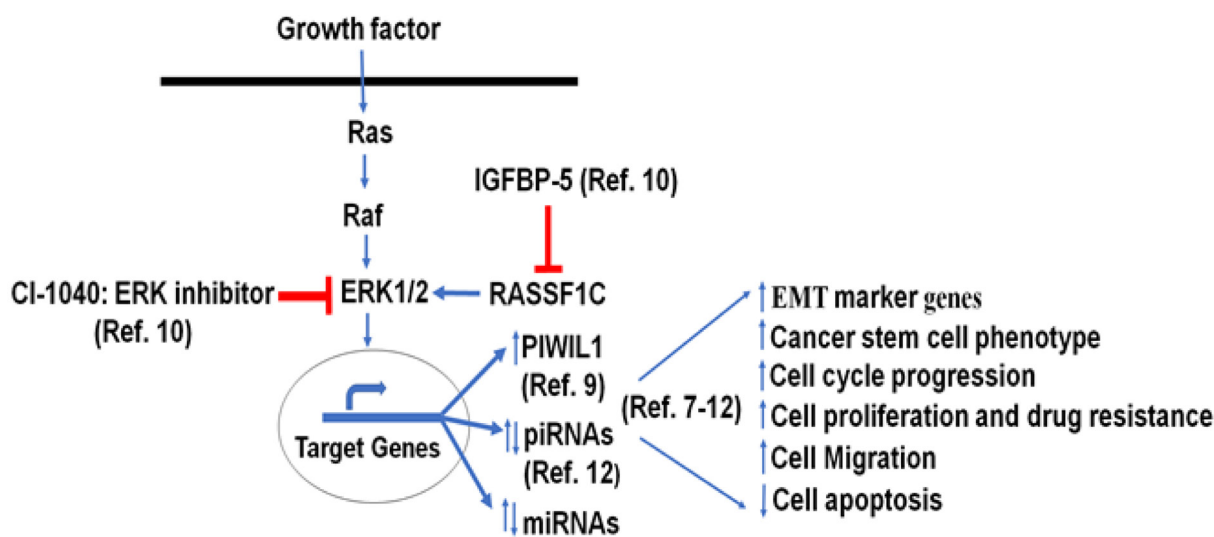 Growth factor
Ras
IGFBP-5 (Ref. 10)
Raf
CI-1040: ERK inhibitor
(Ref. 10)
ERK1/2
RASSF1C
PIWIL1
(Ref. 9)
piRNAs
(Ref. 12)
miRNAs
Target Genes
(Ref. 7-12)
EMT marker genes
Cancer stem cell phenotype
Cell cycle progression
Cell proliferation and drug resistance
Cell Migration
Cell apoptosis